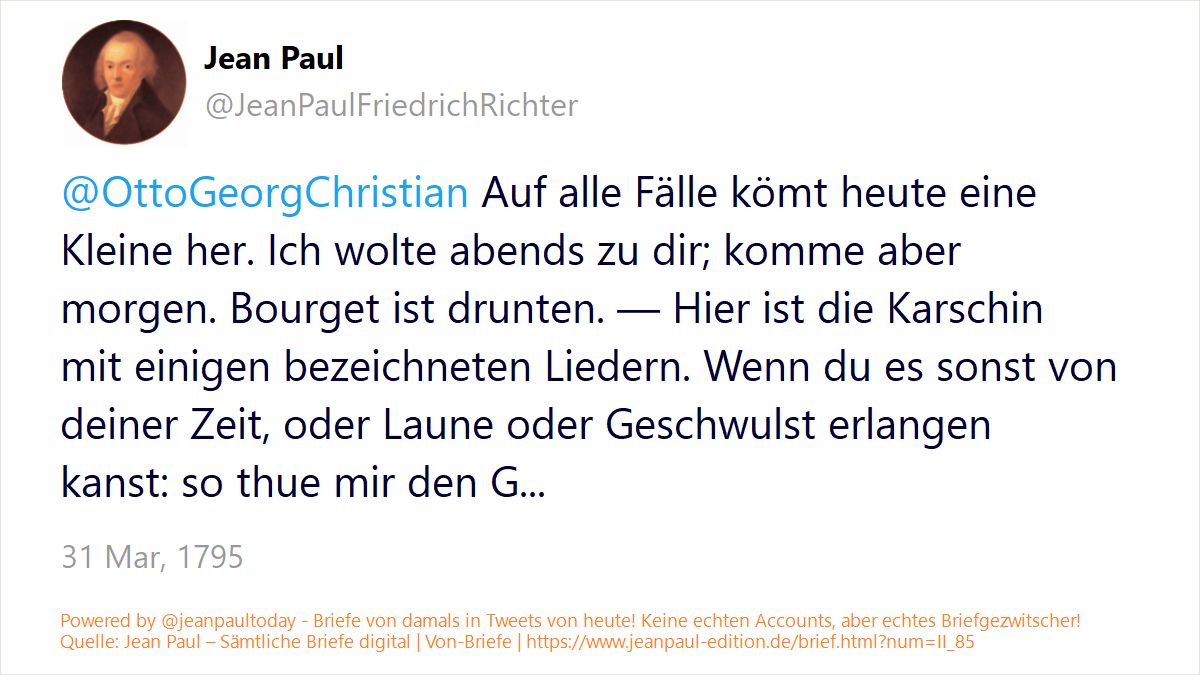 Jean Paul
@JeanPaulFriedrichRichter
@OttoGeorgChristian Auf alle Fälle kömt heute eine
Kleine her. Ich wolte abends zu dir; komme aber
morgen. Bourget ist drunten. — Hier ist die Karschin
mit einigen bezeichneten Liedern. Wenn du es sonst von
deiner Zeit, oder Laune oder Geschwulst erlangen
kanst: so thue mir den G...
31 Mar, 1795
Powered by @jeanpaultoday - Briefe von damals in Tweets von heute! Keine echten Accounts, aber echtes Briefgezwitscher!
Quelle: Jean Paul – Sämtliche Briefe digital | Von-Briefe | https://www.jeanpaul-edition.de/brief.html?num=II_85